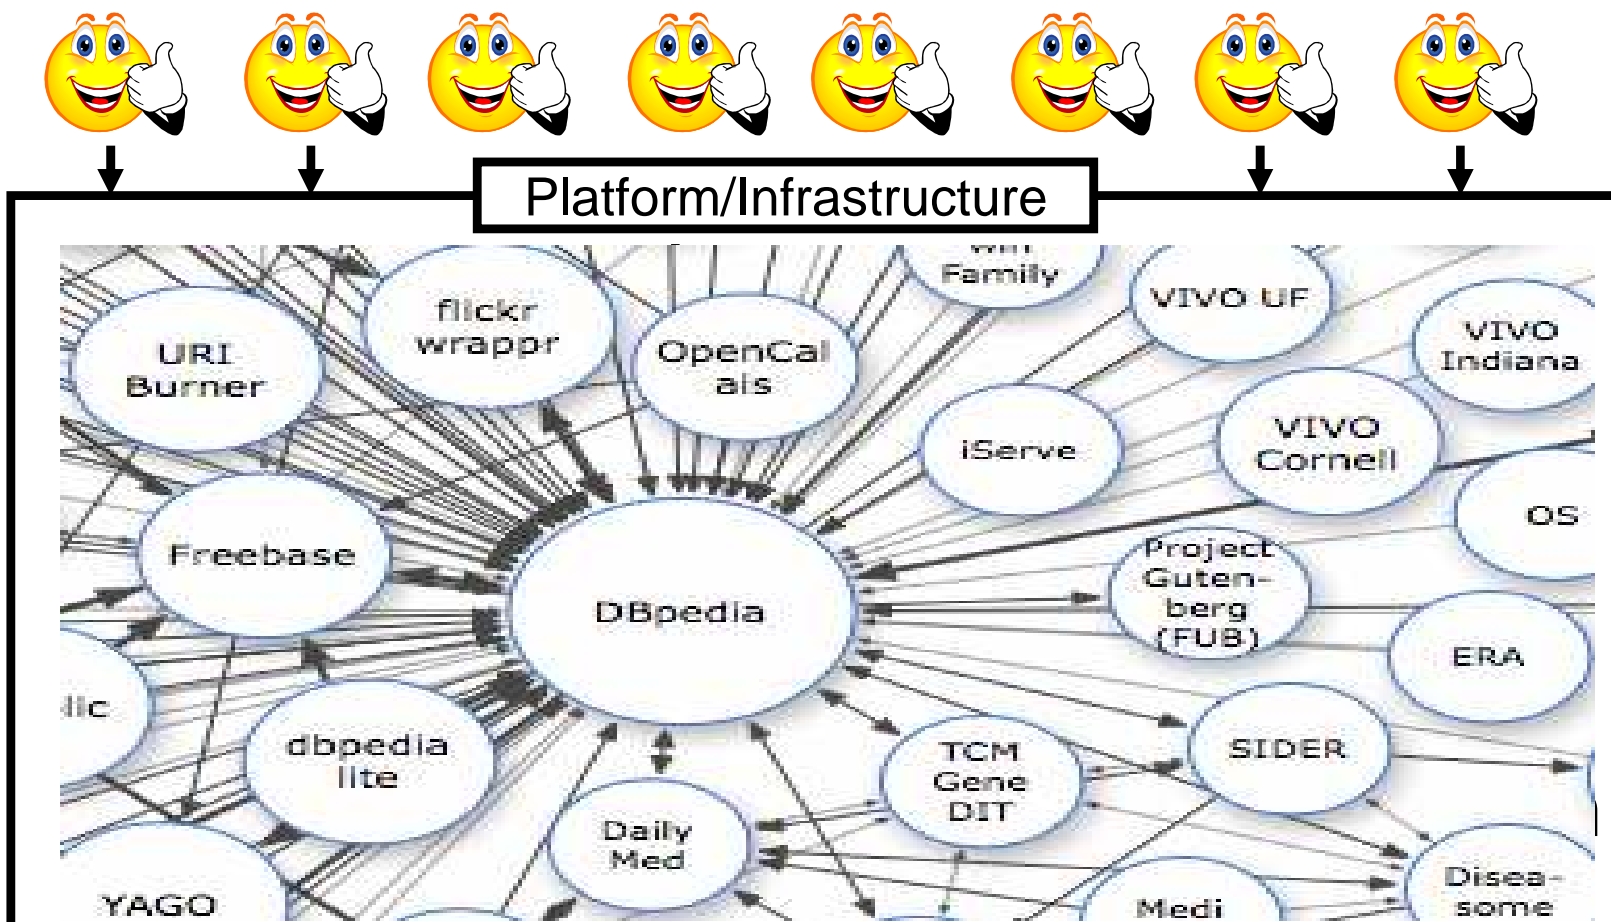 Platform/Infrastructure
Family
flickr
wrappr
VIVO UF
URI
Burner
OpenCal
ais
VIVO
Indiana
iServe
VIVO
Cornell
OS
Freebase
DBpedia
Project
Guten-
berg
(FUB)
ERA
lic
dbpedia
lite
TCM
Gene
DIT
SIDER
Daily
Med
YAGO
Medi
Disea-
some